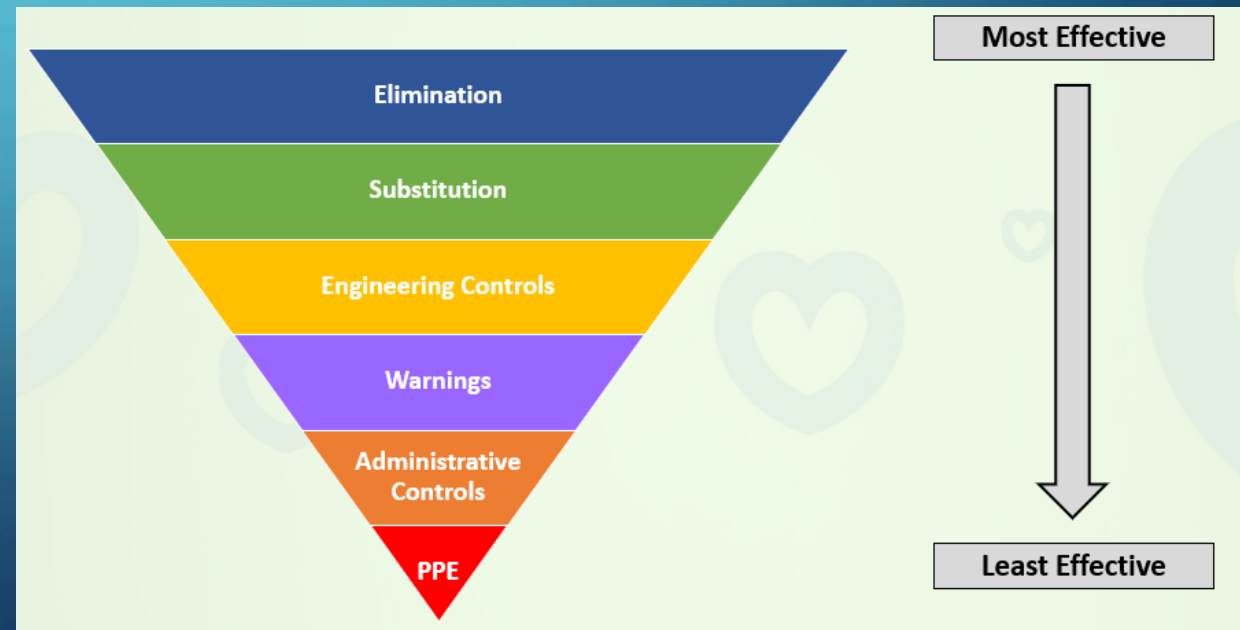 Most Effective
Elimination
Substitution
Engineering Controls
Warnings
Administrative
Controls
PPE
Least Effective